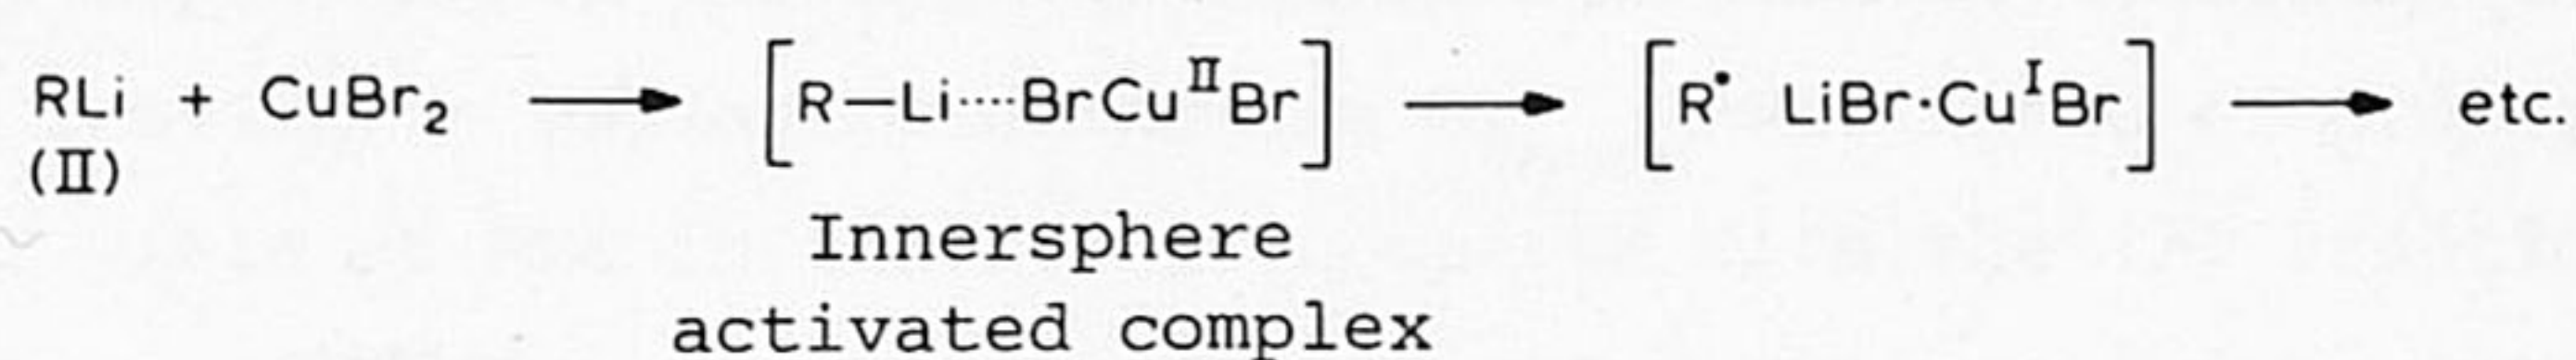 RLi + CuBr₂ ⟶ [R—Li····BrCuᴵᴵBr] ⟶ [R• LiBr·CuᴵBr] ⟶ etc.
(II)
Innersphere
activated complex